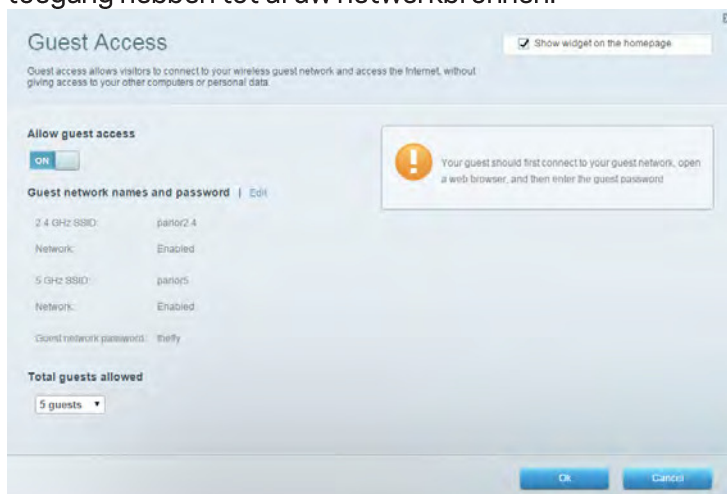 toegang hebben tot al uw netwerkbronnen.
Guest Access
Show widget on the homepage
Guest access allows visitors to connect to your wireless guest network and access the Internet, without
giving access to your other computers or personal data
Allow guest access
ON
Your guest should first connect to your guest network, open
a web browser, and then enter the guest password
Guest network names and password | Edit
2.4 GHz SSID:
Network: Enabled
5 GHz SSID:
Network: Enabled
Guest network password:
Total guests allowed
5 guests
Ok Cancel